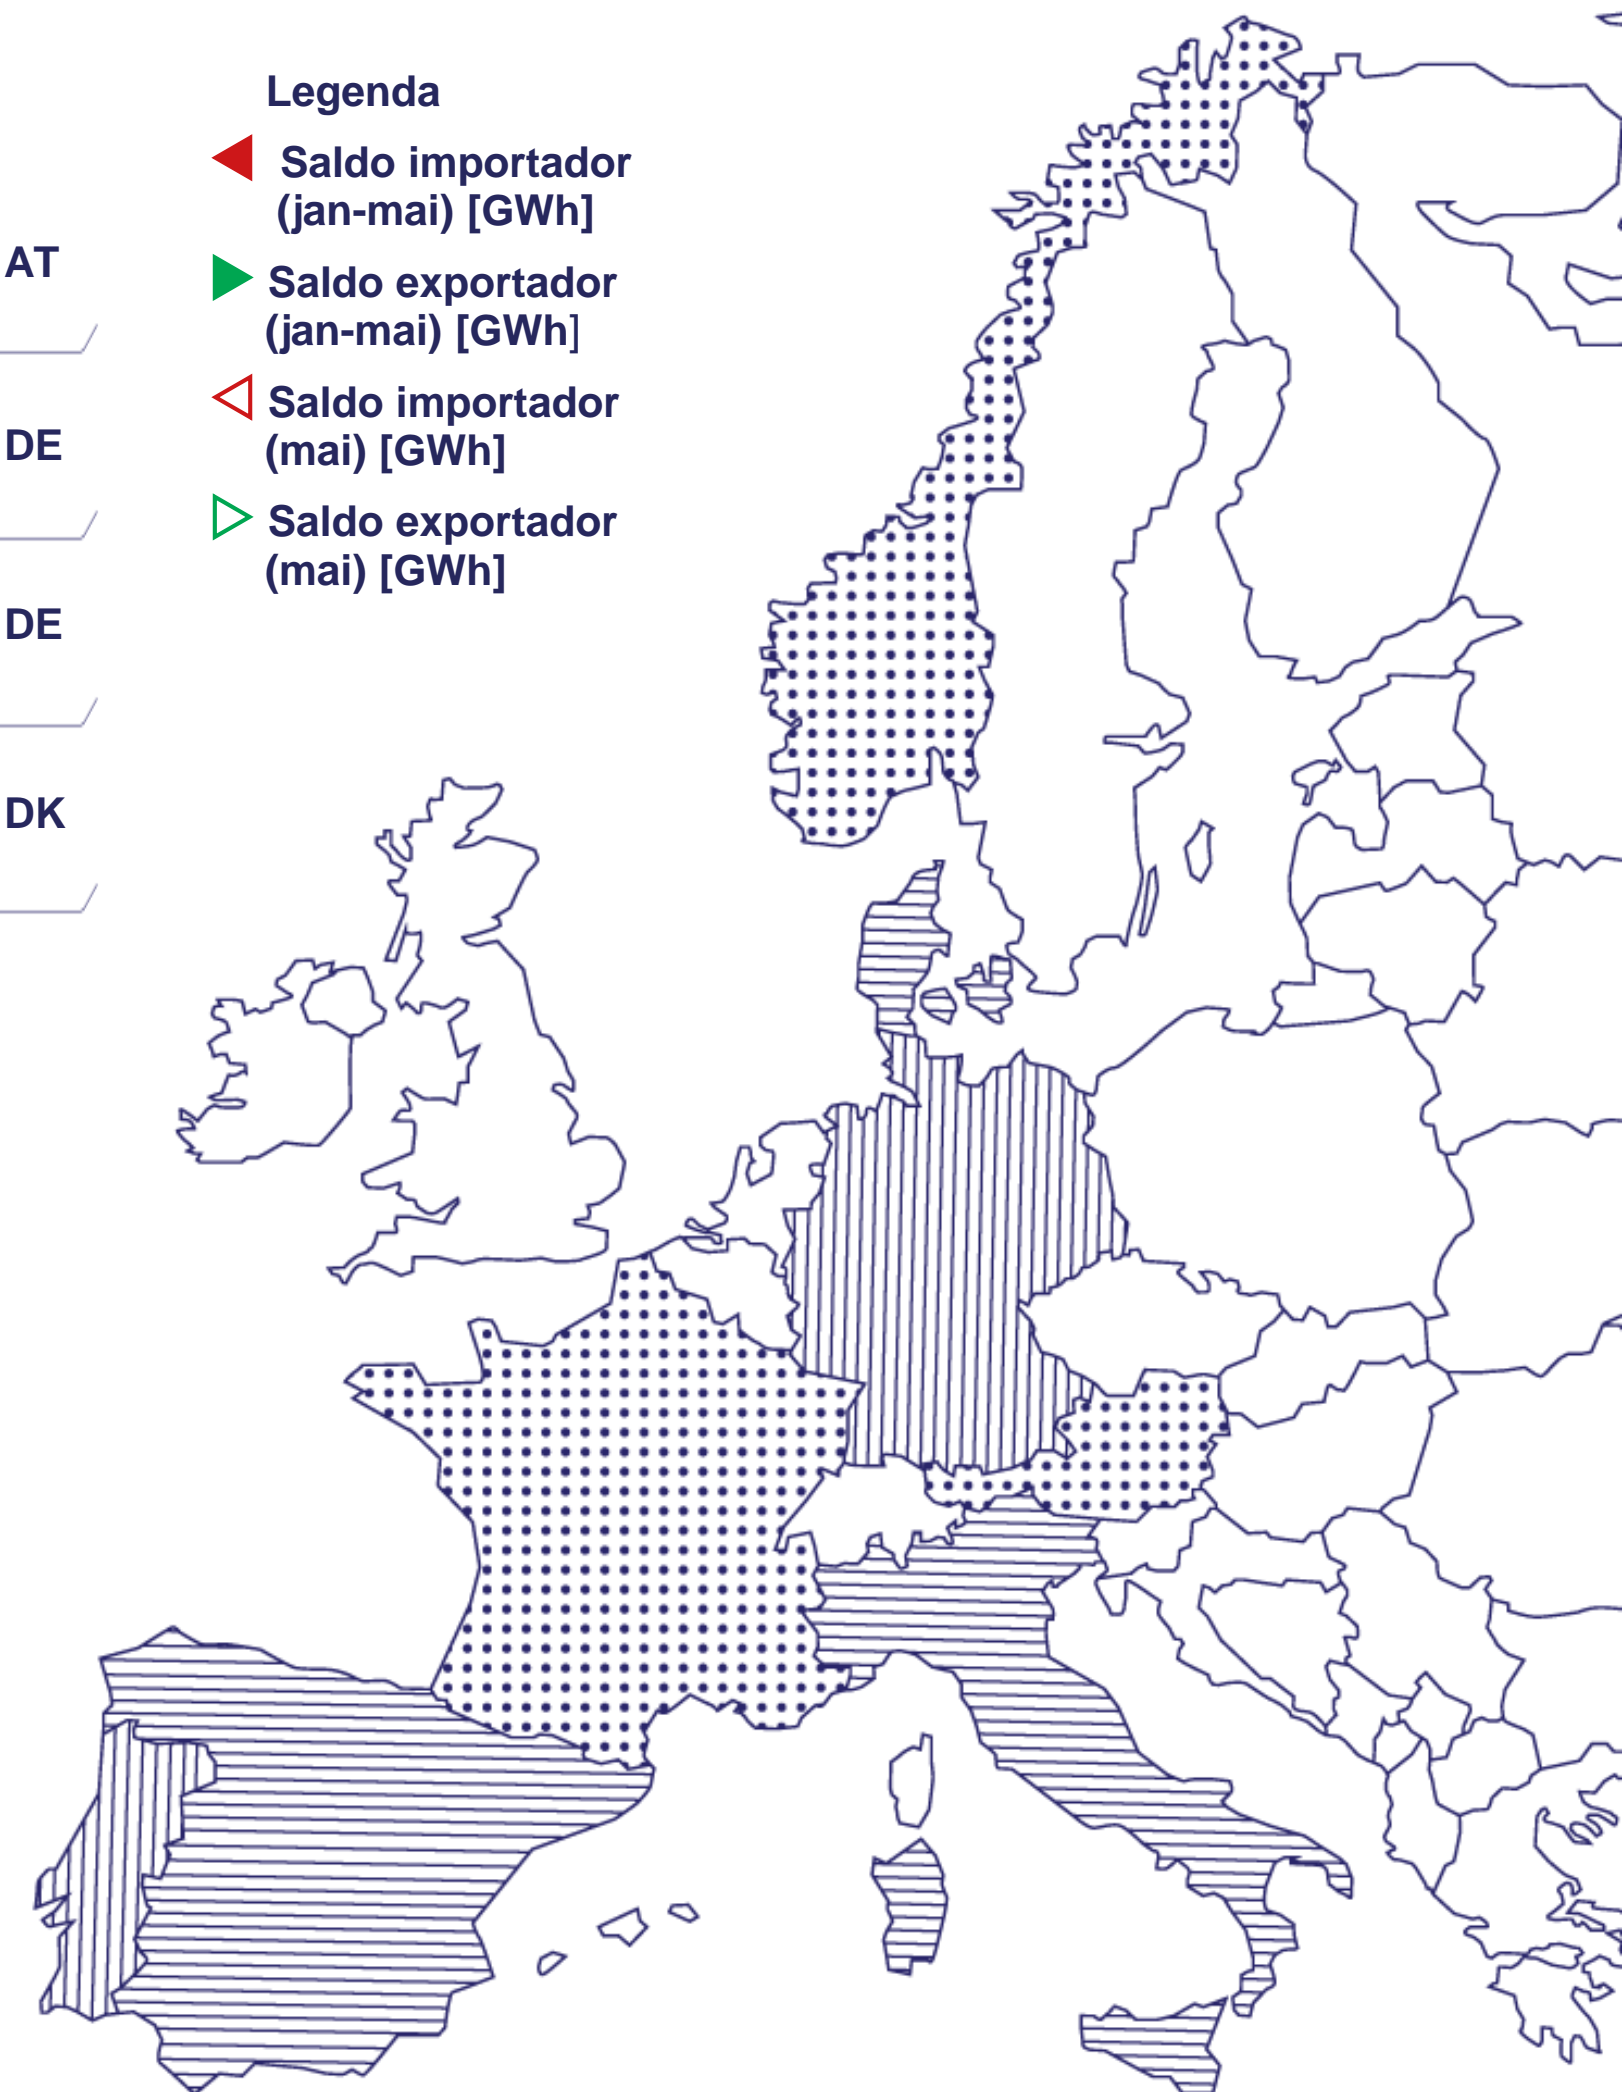 Legenda
Saldo importador
(jan-mai) [GWh]
Saldo exportador
(jan-mai) [GWh]
Saldo importador
(mai) [GWh]
Saldo exportador
(mai) [GWh]
AT
DE
DE
DK